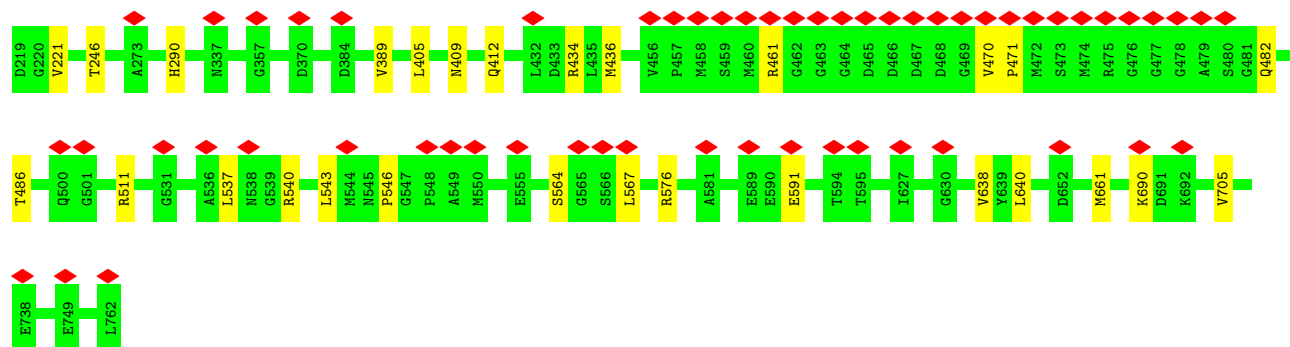 D219 G220 V221 T246 A273 H290 N337 G357 D370 D384 V389 L405 N409 Q412 L432 D433 R434 L435 M436 V456 P457 M458 S459 M460 R461 G462 G463 G464 D465 D466 D467 D468 G469 V470 P471 M472 S473 M474 R475 G476 G477 G478 A479 S480 G481 Q482
T486 Q500 G501 R511 G531 A536 L537 N538 G539 R540 L543 M544 N545 P546 G547 P548 A549 M550 E555 S564 G565 S566 L567 R576 A581 E589 E590 E591 T594 T595 I627 G630 V638 Y639 L640 D652 M661 K690 D691 K692 V705
E738 E749 L762